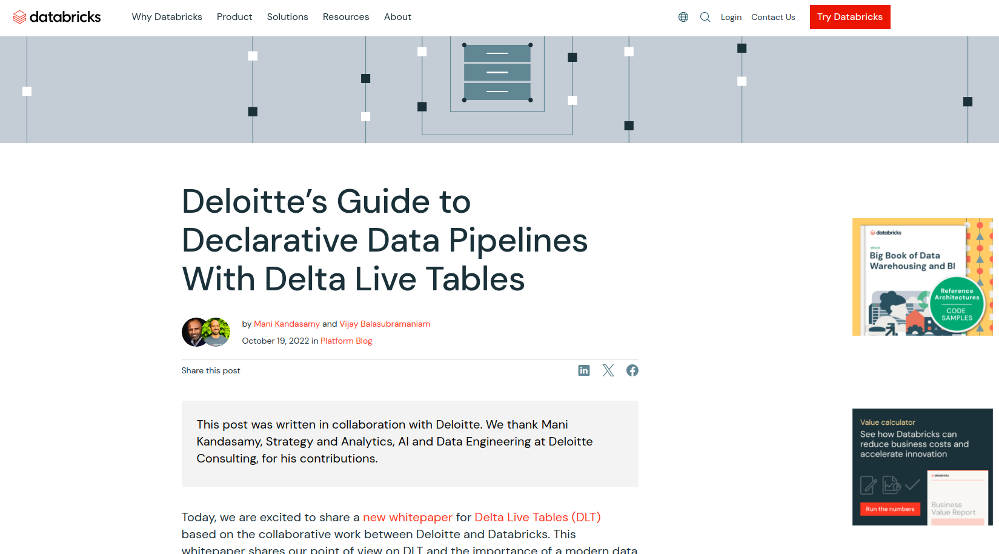 databricks
Why Databricks
Product
Solutions
Resources
About
Login
Contact Us
Try Databricks
Deloitte’s Guide to
Declarative Data Pipelines
With Delta Live Tables
by Mani Kandasamy and Vijay Balasubramaniam
October 19, 2022 in Platform Blog
Share this post
This post was written in collaboration with Deloitte. We thank Mani
Kandasamy, Strategy and Analytics, AI and Data Engineering at Deloitte
Consulting, for his contributions.
Today, we are excited to share a new whitepaper for Delta Live Tables (DLT)
based on the collaborative work between Deloitte and Databricks. This
whitepaper shares our point of view on DLT and the importance of a modern data
databricks
eBook
Big Book of Data
Warehousing and BI
Reference
Architectures
CODE
SAMPLES
Value calculator
See how Databricks can
reduce business costs and
accelerate innovation
Run the numbers
databricks
Business
Value Report